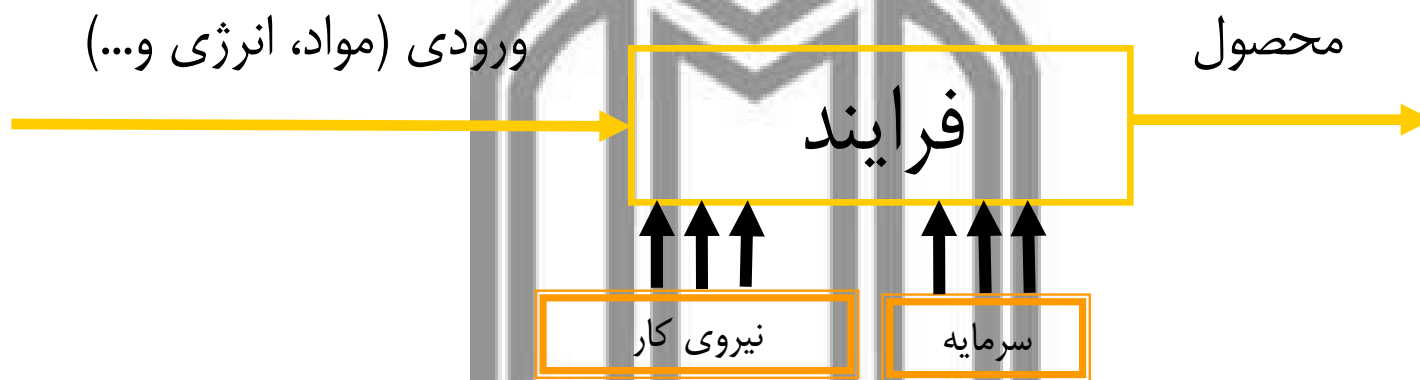 محصول
ورودی (مواد، انرژی و...)
فرایند
سرمایه
نیروی کار